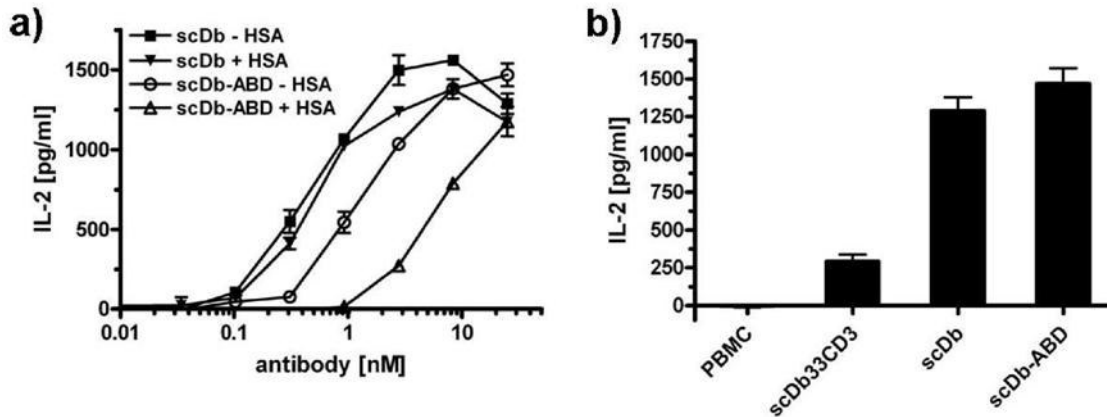 a)
scDb - HSA
scDb + HSA
scDb-ABD - HSA
scDb-ABD + HSA
IL-2 [pg/ml]
1500
1000
500
0
0.01 0.1 1 10
antibody [nM]
b)
IL-2 [pg/ml]
1750
1500
1250
1000
750
500
250
0
PBMC
scDb33CD3
scDb
scDb-ABD